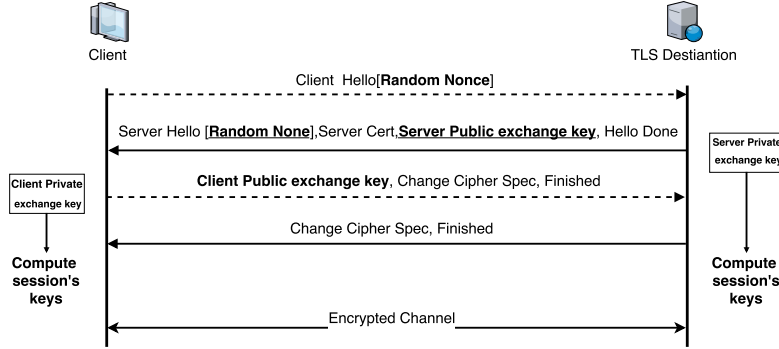 Client
TLS Destiantion
Client Hello[Random Nonce]
Server Hello [Random None],Server Cert,Server Public exchange key, Hello Done
Server Private
exchange key
Client Public exchange key, Change Cipher Spec, Finished
Client Private
exchange key
Change Cipher Spec, Finished
Compute
session's
keys
Compute
session's
keys
Encrypted Channel